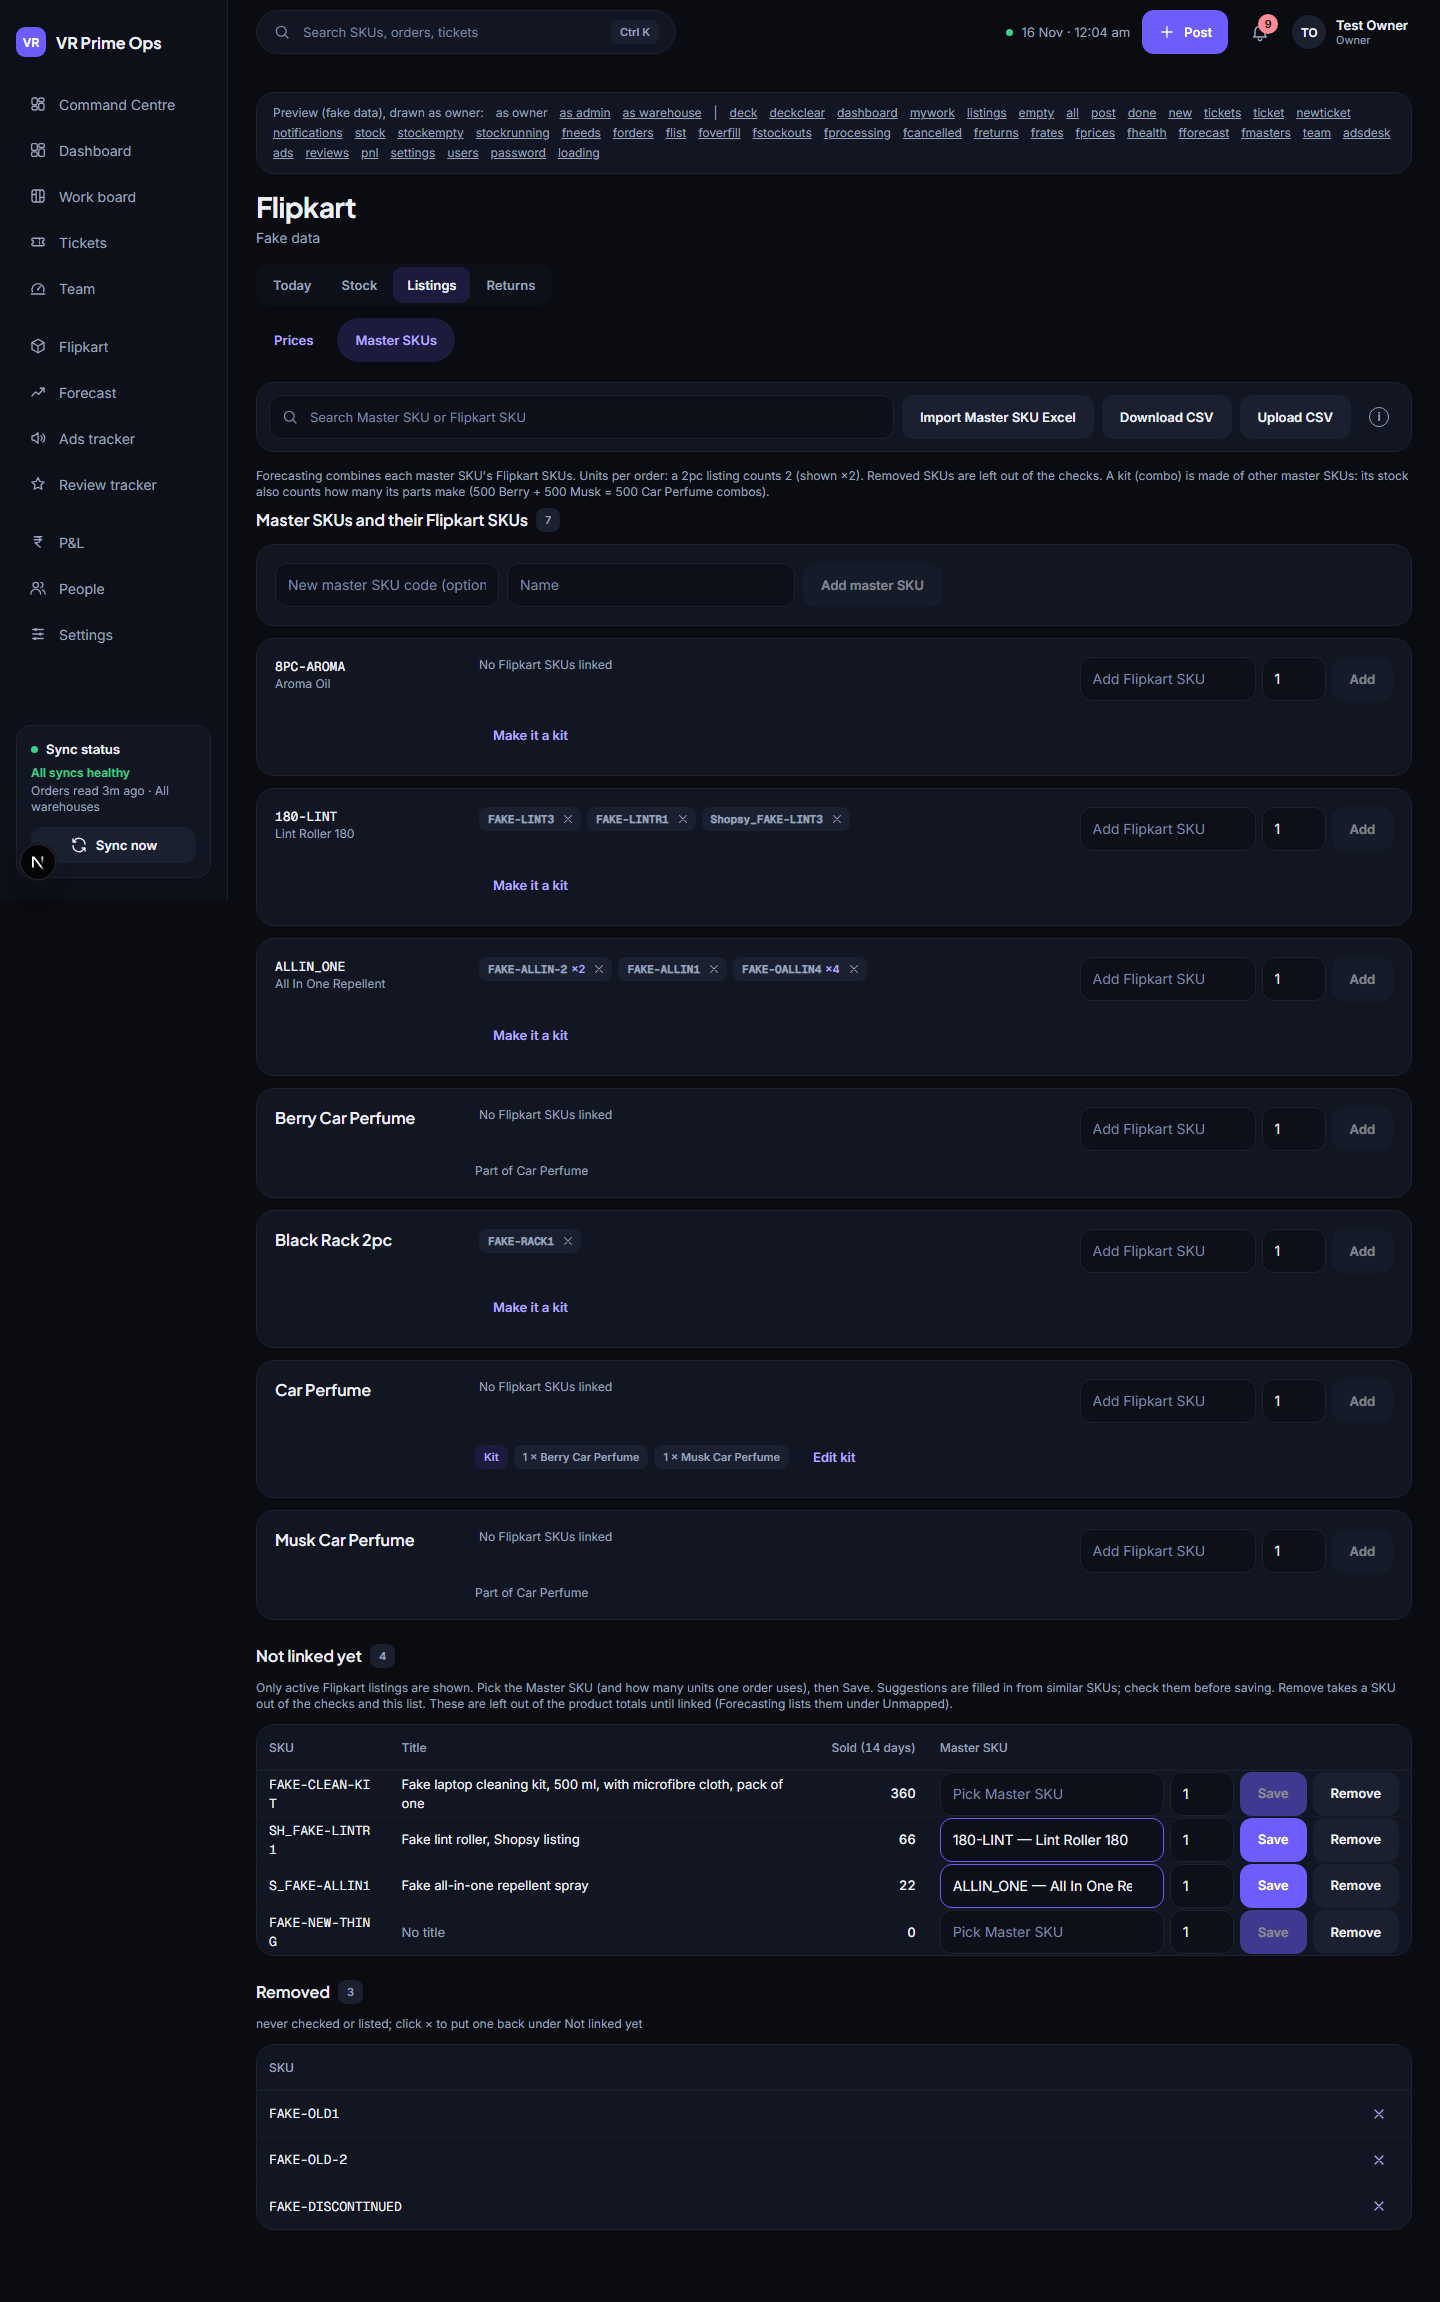 VR VR Prime Ops
Command Centre
Dashboard
Work board
Tickets
Team
Flipkart
Forecast
Ads tracker
Review tracker
P&L
People
Settings
Sync status
All syncs healthy
Orders read 3m ago · All
warehouses
Sync now
N
Search SKUs, orders, tickets Ctrl K
16 Nov · 12:04 am
Post
9
TO Test Owner
Owner
Preview (fake data), drawn as owner: as owner as admin as warehouse | deck deckclear dashboard mywork listings empty all post done new tickets ticket newticket
notifications stock stockempty stockrunning fneeds forders flist foverfill fstockouts fprocessing fcancelled freturns frates fprices fhealth fforecast fmasters team adsdesk
ads reviews pnl settings users password loading
Flipkart
Fake data
Today Stock Listings Returns
Prices Master SKUs
Search Master SKU or Flipkart SKU Import Master SKU Excel Download CSV Upload CSV i
Forecasting combines each master SKU's Flipkart SKUs. Units per order: a 2pc listing counts 2 (shown ×2). Removed SKUs are left out of the checks. A kit (combo) is made of other master SKUs: its stock
also counts how many its parts make (500 Berry + 500 Musk = 500 Car Perfume combos).
Master SKUs and their Flipkart SKUs 7
New master SKU code (option Name Add master SKU
8PC-AROMA No Flipkart SKUs linked Add Flipkart SKU 1 Add
Aroma Oil
Make it a kit
180-LINT FAKE-LINT3 × FAKE-LINTR1 × Shopsy_FAKE-LINT3 × Add Flipkart SKU 1 Add
Lint Roller 180
Make it a kit
ALLIN_ONE FAKE-ALLIN-2 ×2 × FAKE-ALLIN1 × FAKE-OALLIN4 ×4 × Add Flipkart SKU 1 Add
All In One Repellent
Make it a kit
Berry Car Perfume No Flipkart SKUs linked Add Flipkart SKU 1 Add
Part of Car Perfume
Black Rack 2pc FAKE-RACK1 × Add Flipkart SKU 1 Add
Make it a kit
Car Perfume No Flipkart SKUs linked Add Flipkart SKU 1 Add
Kit 1 × Berry Car Perfume 1 × Musk Car Perfume Edit kit
Musk Car Perfume No Flipkart SKUs linked Add Flipkart SKU 1 Add
Part of Car Perfume
Not linked yet 4
Only active Flipkart listings are shown. Pick the Master SKU (and how many units one order uses), then Save. Suggestions are filled in from similar SKUs; check them before saving. Remove takes a SKU
out of the checks and this list. These are left out of the product totals until linked (Forecasting lists them under Unmapped).
SKU Title Sold (14 days) Master SKU
FAKE-CLEAN-KI Fake laptop cleaning kit, 500 ml, with microfibre cloth, pack of 360 Pick Master SKU 1 Save Remove
T one
SH_FAKE-LINTR Fake lint roller, Shopsy listing 66 180-LINT — Lint Roller 180 1 Save Remove
1
S_FAKE-ALLIN1 Fake all-in-one repellent spray 22 ALLIN_ONE — All In One Re 1 Save Remove
FAKE-NEW-THIN No title 0 Pick Master SKU 1 Save Remove
G
Removed 3
never checked or listed; click × to put one back under Not linked yet
SKU
FAKE-OLD1 ×
FAKE-OLD-2 ×
FAKE-DISCONTINUED ×